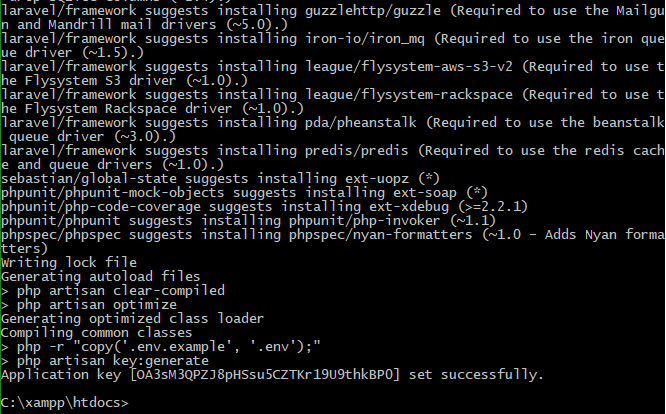 laravel/framework suggests installing guzzlehttp/guzzle (Required to use the Mailgu
n and Mandrill mail drivers (~5.0).)
laravel/framework suggests installing iron-io/iron_mq (Required to use the iron que
ue driver (~1.5).)
laravel/framework suggests installing league/flysystem-aws-s3-v2 (Required to use t
he Flysystem S3 driver (~1.0).)
laravel/framework suggests installing league/flysystem-rackspace (Required to use t
he Flysystem Rackspace driver (~1.0).)
laravel/framework suggests installing pda/pheanstalk (Required to use the beanstalk
 queue driver (~3.0).)
laravel/framework suggests installing predis/predis (Required to use the redis cach
e and queue drivers (~1.0).)
sebastian/global-state suggests installing ext-uopz (*)
phpunit/phpunit-mock-objects suggests installing ext-soap (*)
phpunit/php-code-coverage suggests installing ext-xdebug (>=2.2.1)
phpunit/phpunit suggests installing phpunit/php-invoker (~1.1)
phpspec/phpspec suggests installing phpspec/nyan-formatters (~1.0 - Adds Nyan forma
tters)
Writing lock file
Generating autoload files
> php artisan clear-compiled
> php artisan optimize
Generating optimized class loader
Compiling common classes
> php -r "copy('.env.example', '.env');"
> php artisan key:generate
Application key [OA3sM3QPZJ8pHSsu5CZTKr19U9thkBP0] set successfully.
C:\xampp\htdocs>